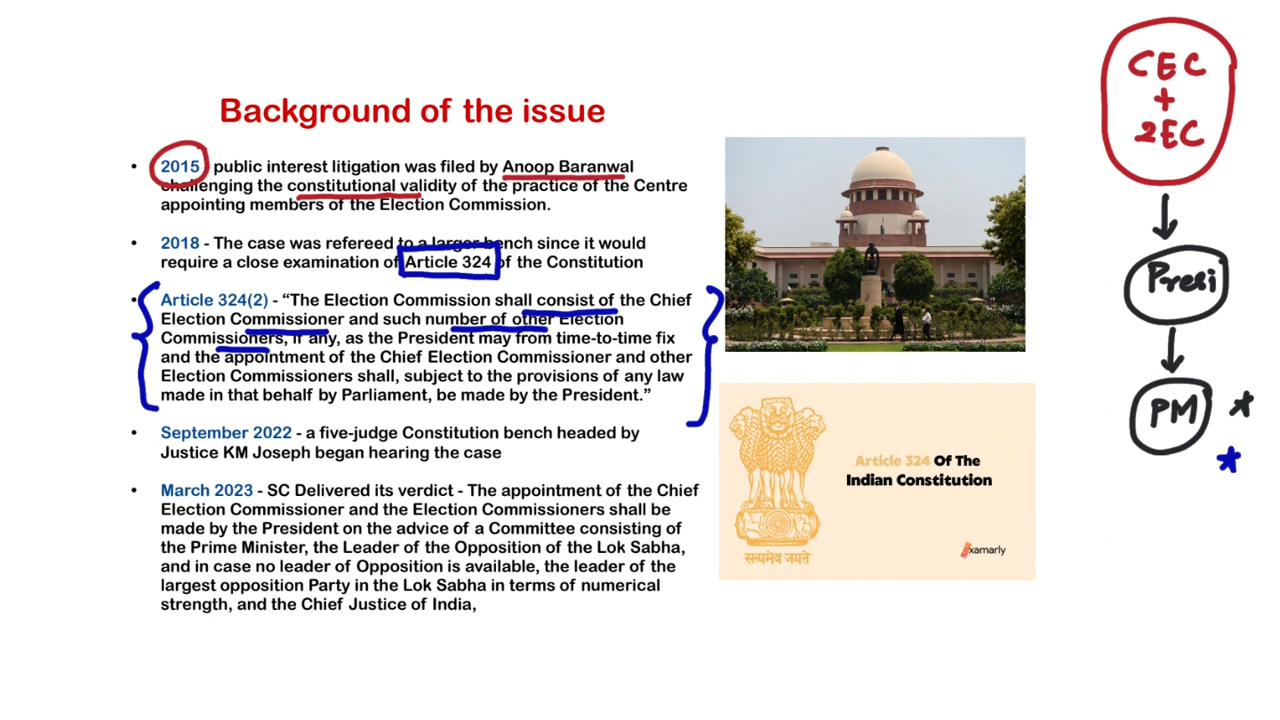 Background of the issue
• 2015 - public interest litigation was filed by Anoop Baranwal
challenging the constitutional validity of the practice of the Centre
appointing members of the Election Commission.
• 2018 - The case was refereed to a larger bench since it would
require a close examination of Article 324 of the Constitution
• Article 324(2) - “The Election Commission shall consist of the Chief
Election Commissioner and such number of other Election
Commissioners, if any, as the President may from time-to-time fix
and the appointment of the Chief Election Commissioner and other
Election Commissioners shall, subject to the provisions of any law
made in that behalf by Parliament, be made by the President.”
• September 2022 - a five-judge Constitution bench headed by
Justice KM Joseph began hearing the case
• March 2023 - SC Delivered its verdict - The appointment of the Chief
Election Commissioner and the Election Commissioners shall be
made by the President on the advice of a Committee consisting of
the Prime Minister, the Leader of the Opposition of the Lok Sabha,
and in case no leader of Opposition is available, the leader of the
largest opposition Party in the Lok Sabha in terms of numerical
strength, and the Chief Justice of India,
Article 324 Of The
Indian Constitution
सत्यमेव जयते
Examarly
CEC
+
2EC
Presi
PM